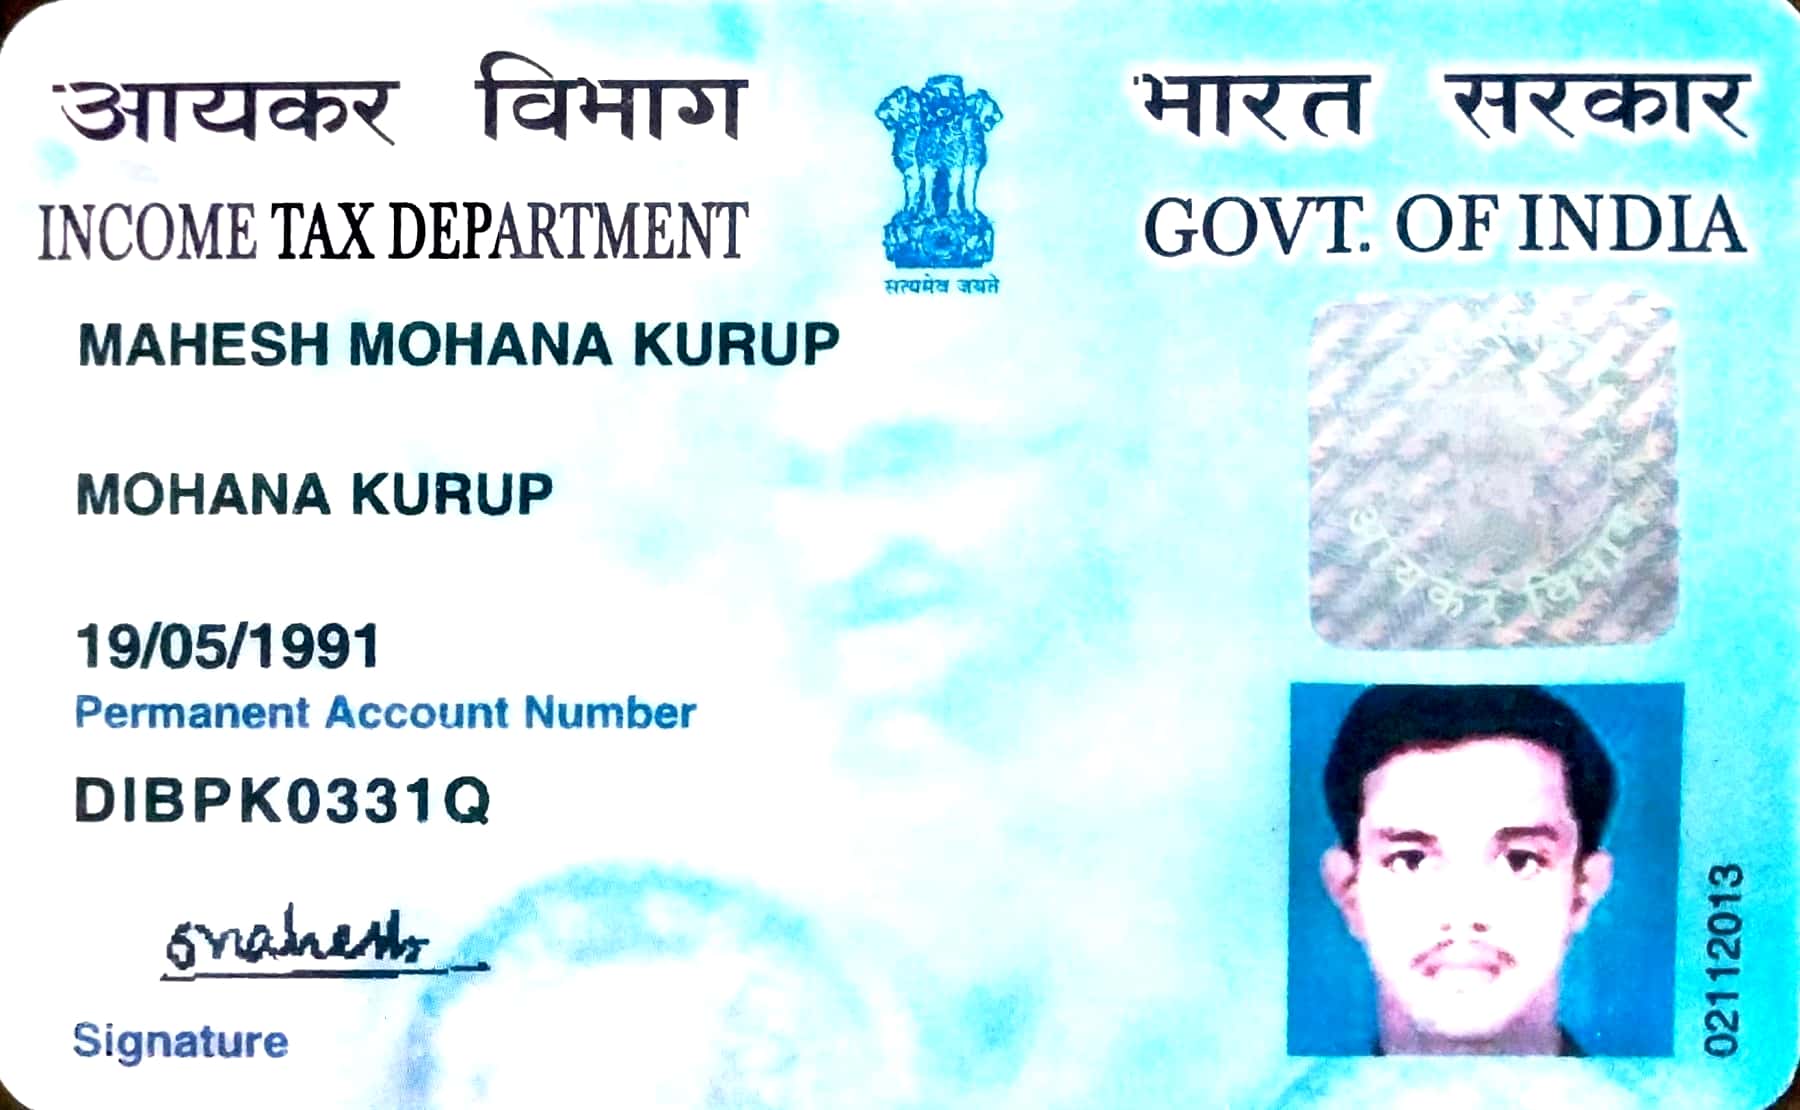 आयकर विभाग
INCOME TAX DEPARTMENT
सत्यमेव जयते
भारत सरकार
GOVT. OF INDIA
MAHESH MOHANA KURUP
MOHANA KURUP
19/05/1991
Permanent Account Number
DIBPK0331Q
आयकर विभाग
mahesh
Signature
02112013